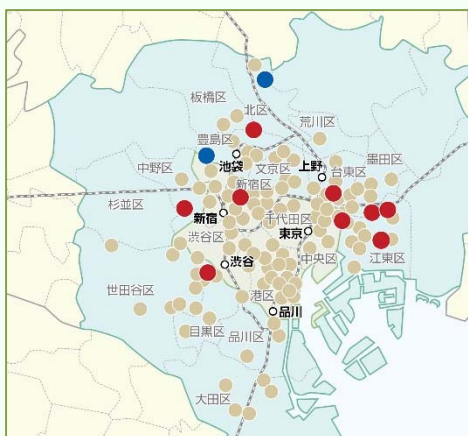 板橋区
北区
荒川区
豊島区
池袋
文京区
上野
台東区
墨田区
中野区
新宿区
杉並区
新宿
千代田区
渋谷区
東京
江東区
渋谷
中央区
世田谷区
港区
品川
目黒区
品川区
大田区